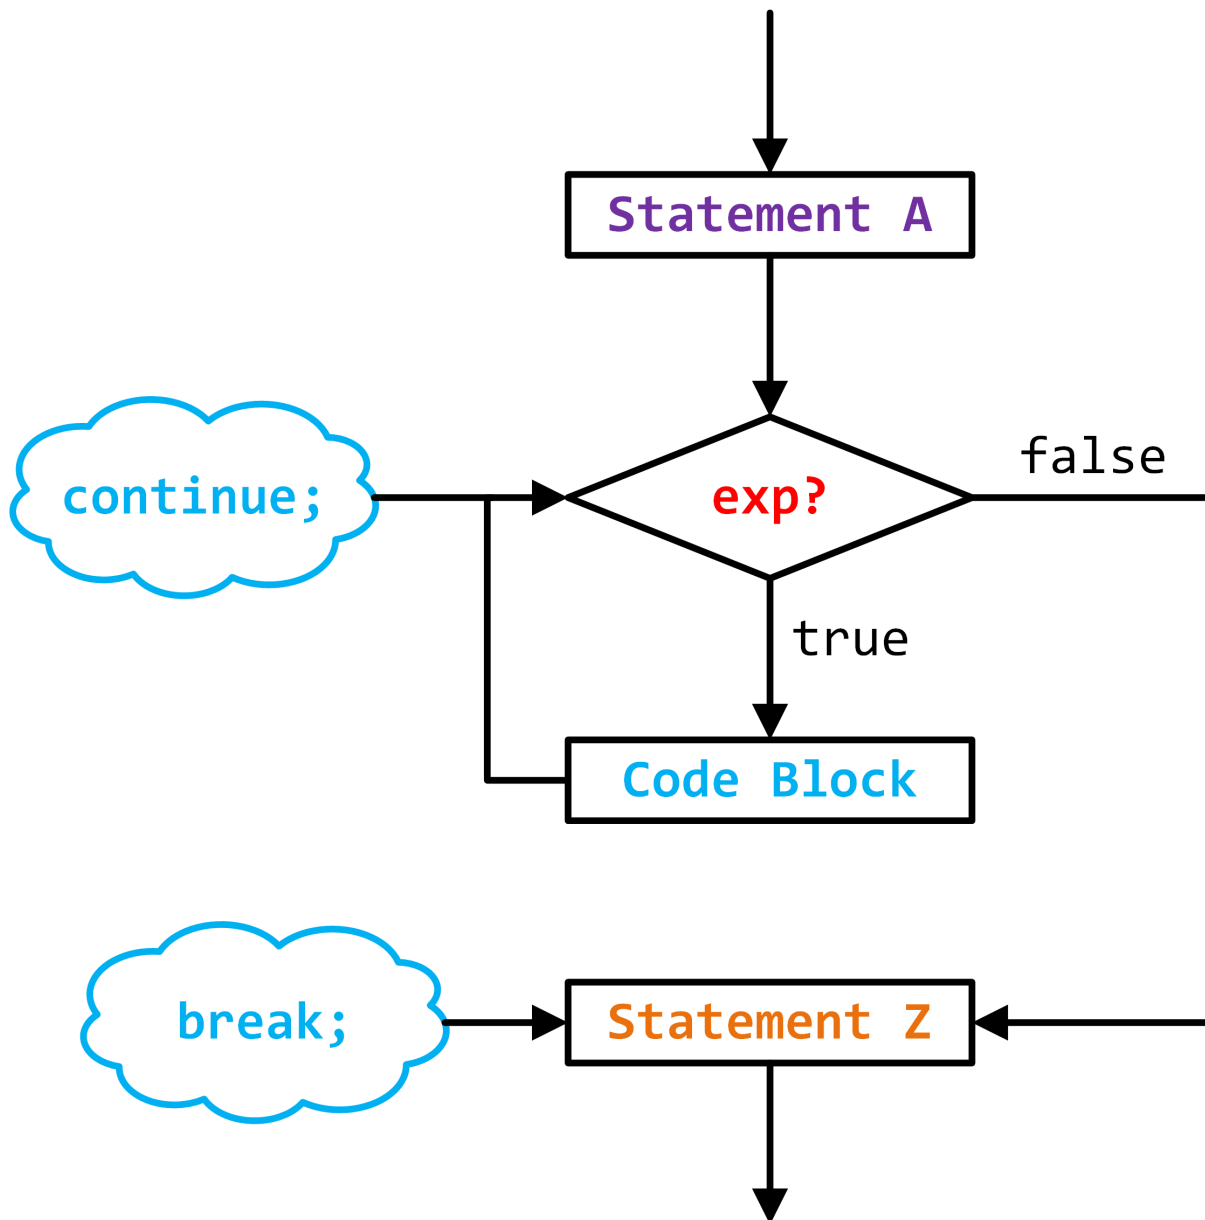 Statement A
false
continue;
exp?
true
Code Block
break;
Statement Z